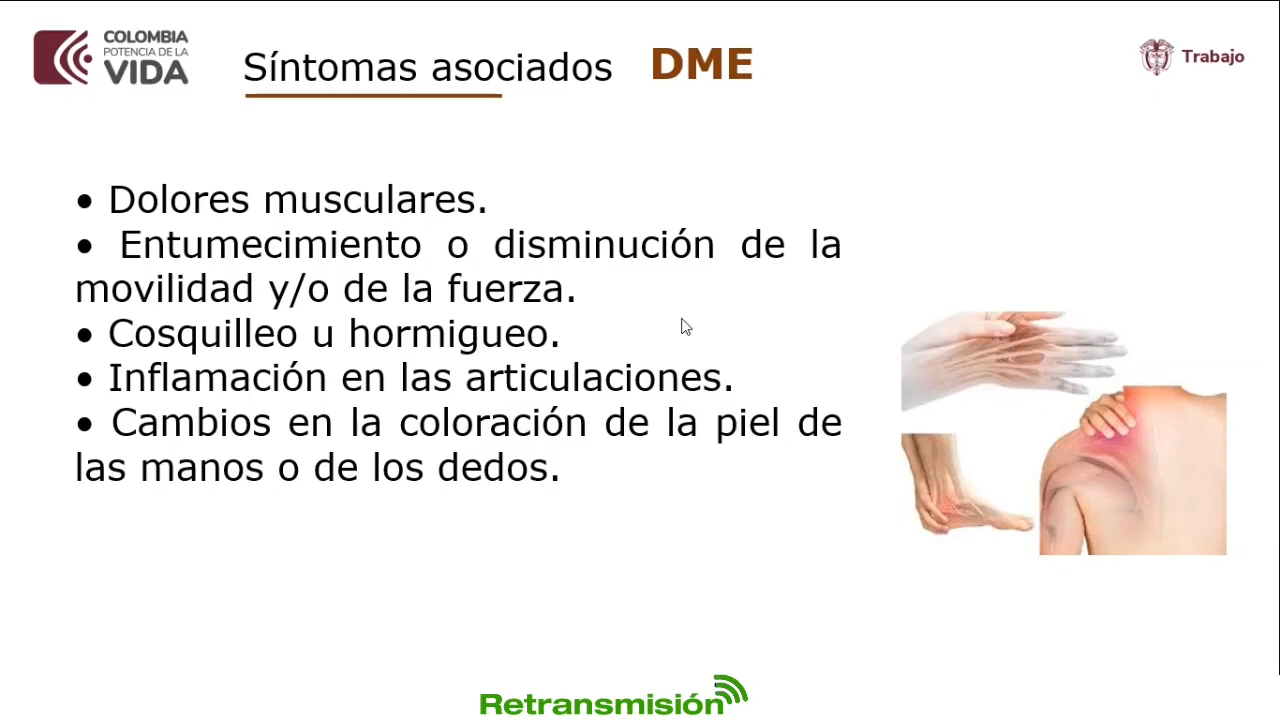 COLOMBIA
POTENCIA DE LA
VIDA
Síntomas asociados DME
Trabajo
• Dolores musculares.
• Entumecimiento o disminución de la
movilidad y/o de la fuerza.
• Cosquilleo u hormigueo.
• Inflamación en las articulaciones.
• Cambios en la coloración de la piel de
las manos o de los dedos.
Retransmisión